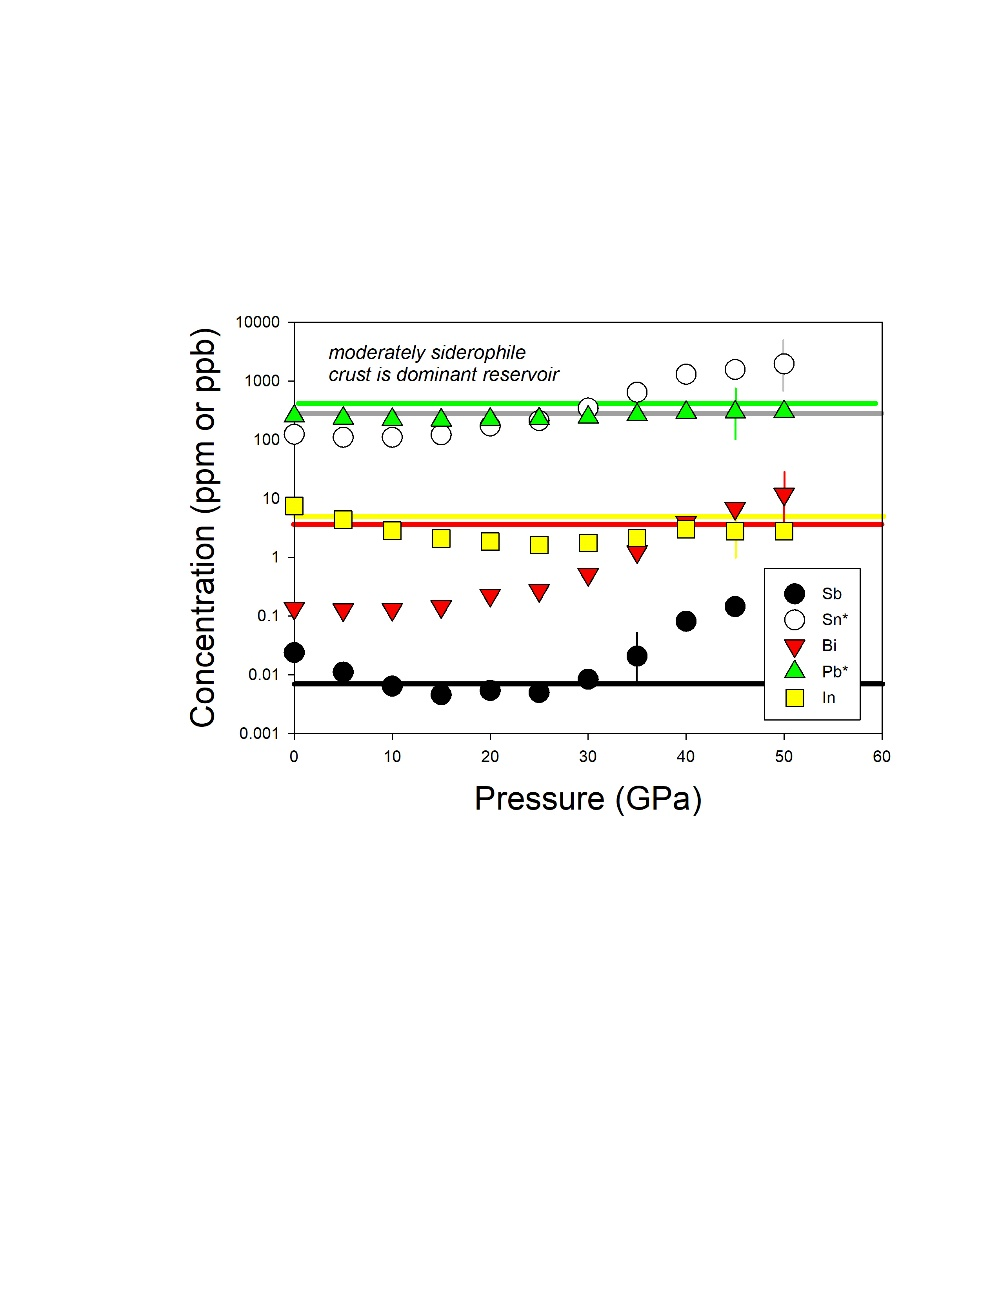 10000
1000
100
10
1
0.1
0.01
0.001
Concentration (ppm or ppb)
moderately siderophile
crust is dominant reservoir
Sb
Sn*
Bi
Pb*
In
0 10 20 30 40 50 60
Pressure (GPa)